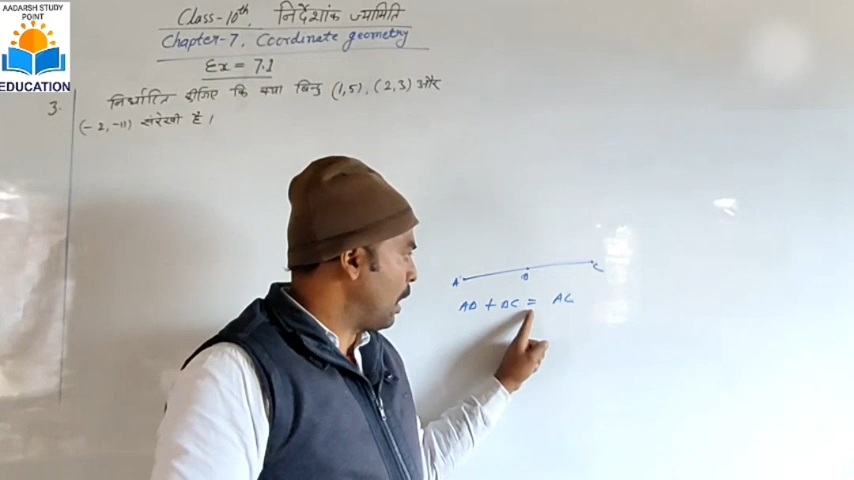 AADARSH STUDY
POINT
EDUCATION
Class-10th, निर्देशांक ज्यामिति
Chapter-7, Coordinate geometry
Ex = 7.1
3. निर्धारित कीजिए कि क्या बिन्दु (1,5), (2,3) और
(-2,-11) संरेखी है।
A B C
AB + BC = AC